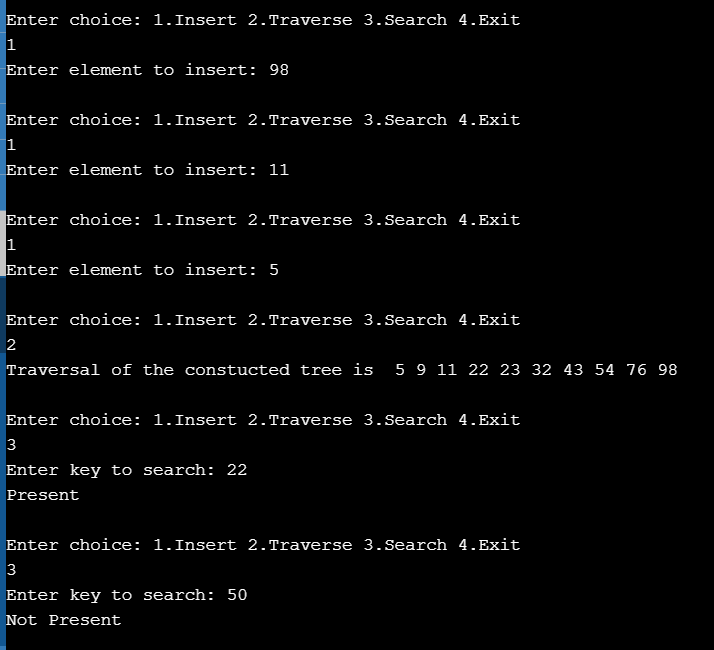 Enter choice: 1.Insert 2.Traverse 3.Search 4.Exit
1
Enter element to insert: 98
Enter choice: 1.Insert 2.Traverse 3.Search 4.Exit
1
Enter element to insert: 11
Enter choice: 1.Insert 2.Traverse 3.Search 4.Exit
1
Enter element to insert: 5
Enter choice: 1.Insert 2.Traverse 3.Search 4.Exit
2
Traversal of the constucted tree is  5 9 11 22 23 32 43 54 76 98
Enter choice: 1.Insert 2.Traverse 3.Search 4.Exit
3
Enter key to search: 22
Present
Enter choice: 1.Insert 2.Traverse 3.Search 4.Exit
3
Enter key to search: 50
Not Present